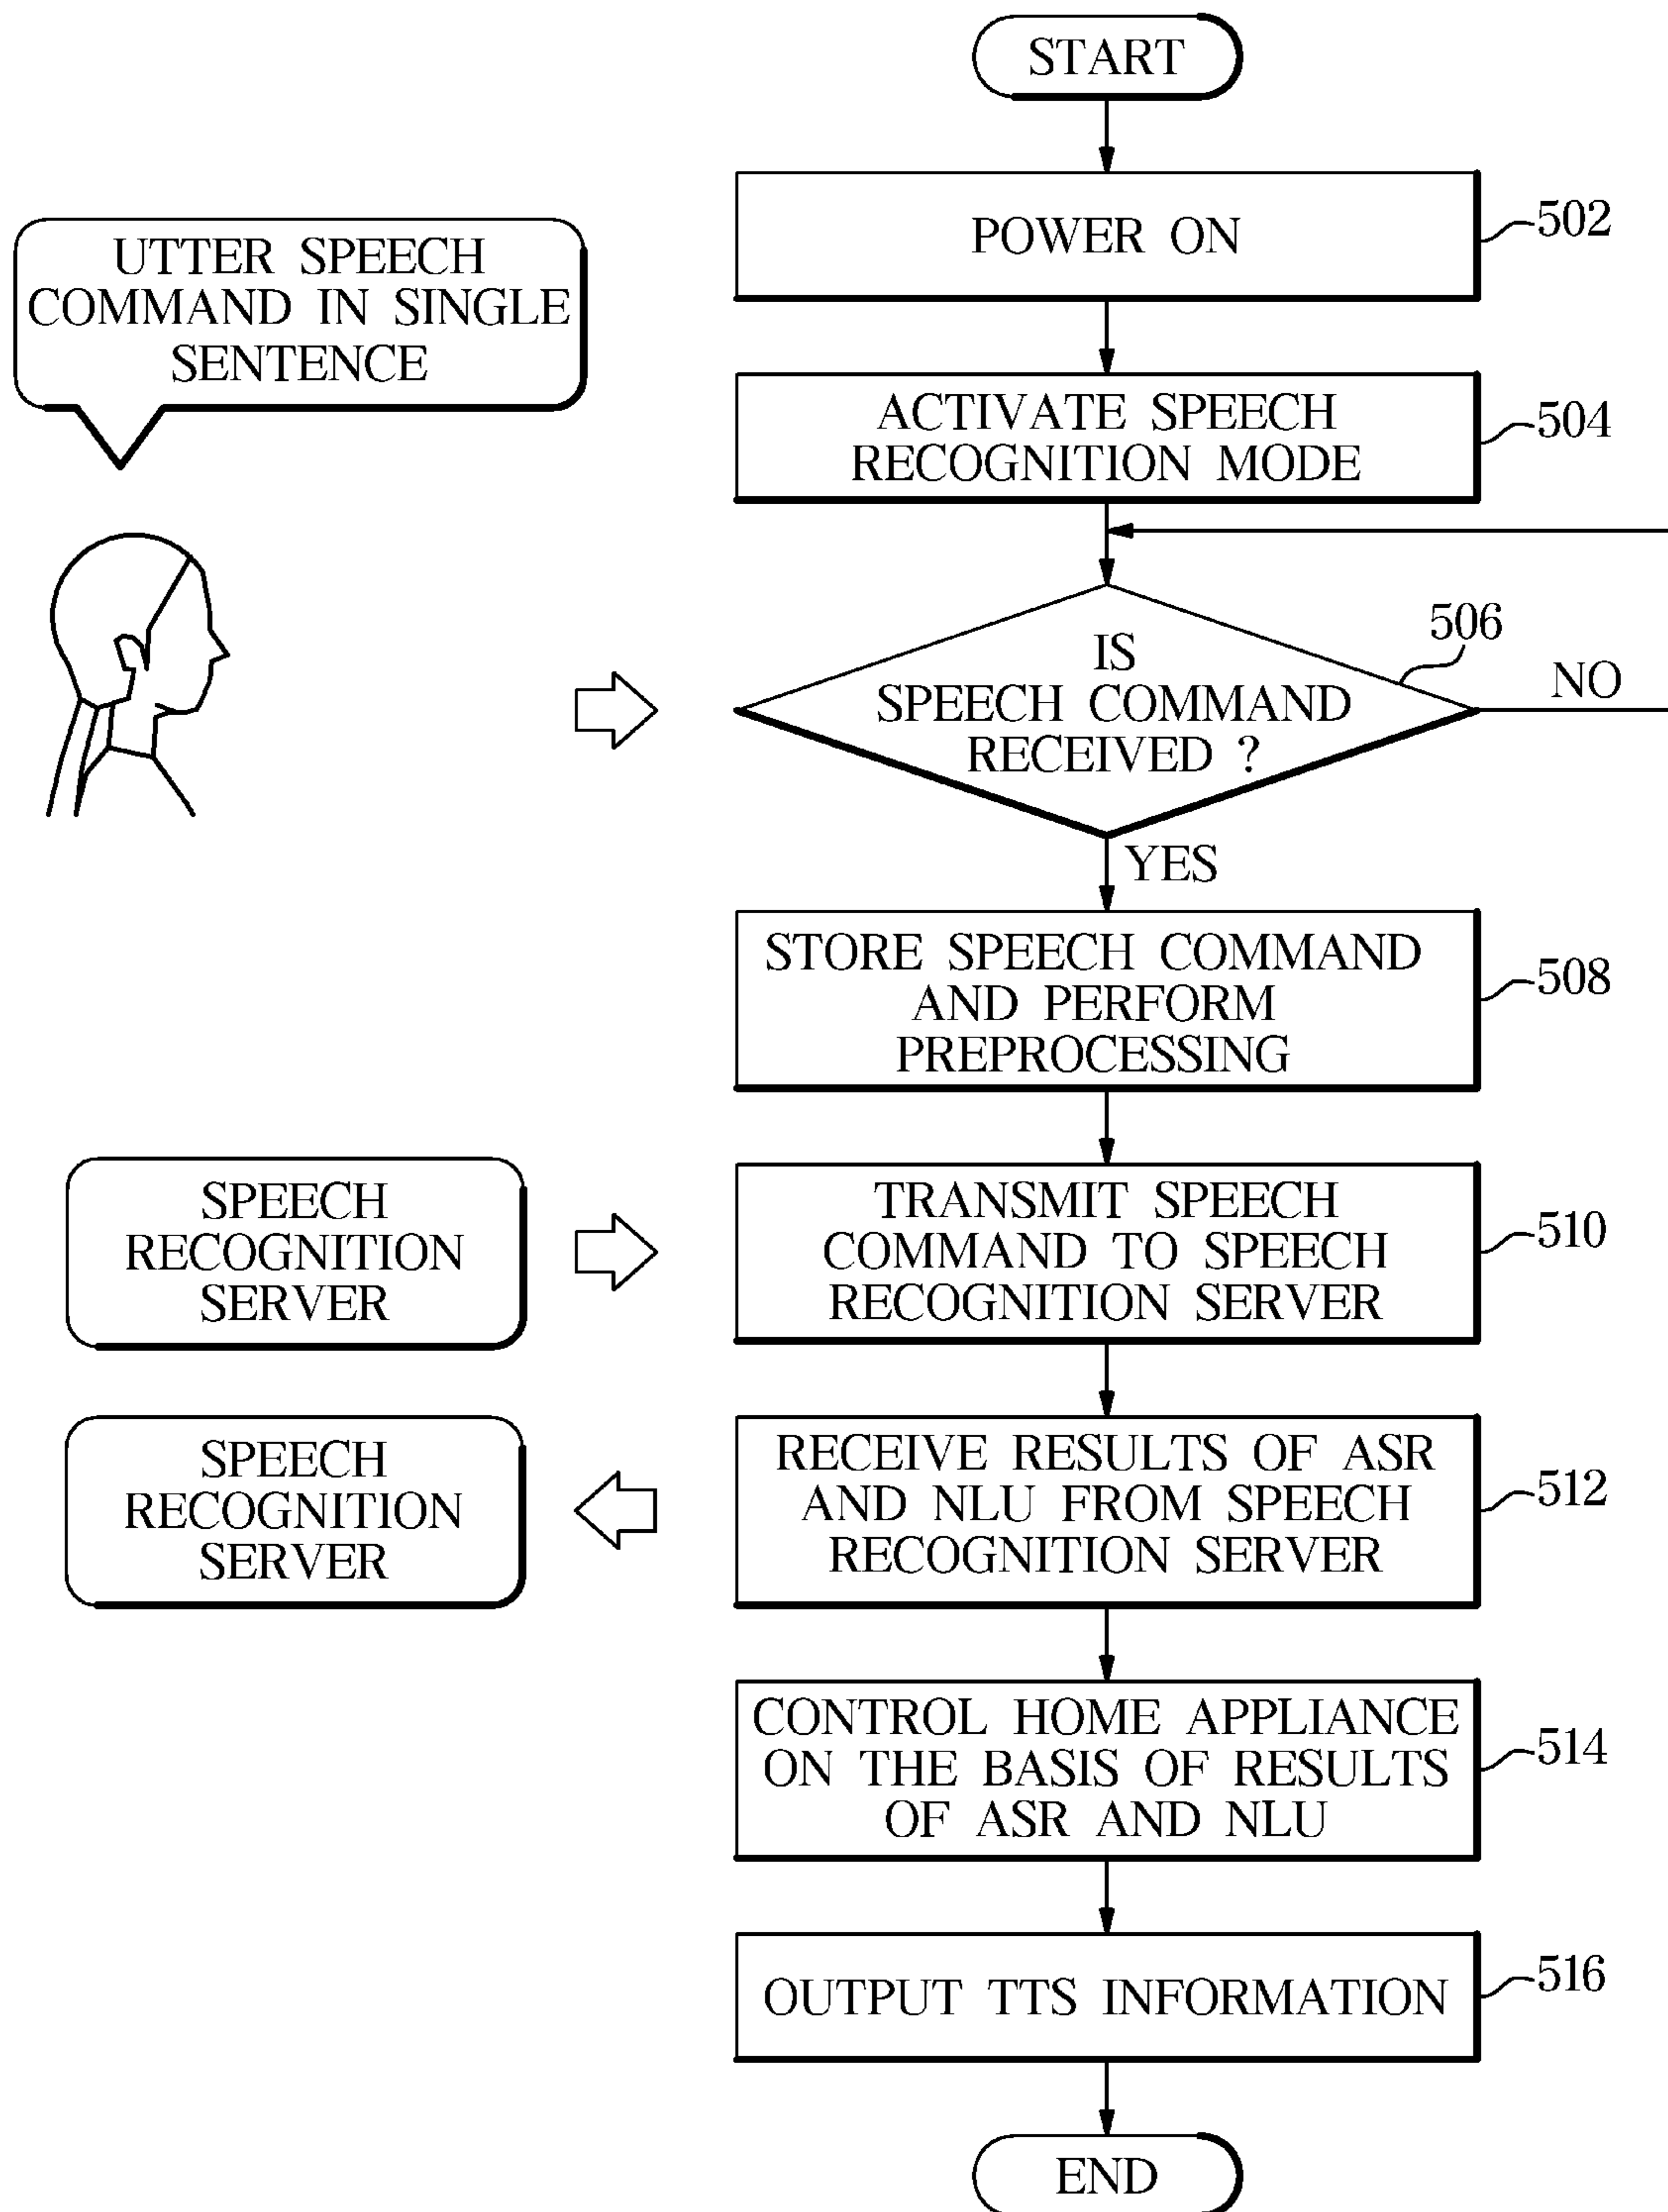 START
POWER ON
502
UTTER SPEECH
COMMAND IN SINGLE
SENTENCE
ACTIVATE SPEECH
RECOGNITION MODE
504
IS
SPEECH COMMAND
RECEIVED ?
506
NO
YES
STORE SPEECH COMMAND
AND PERFORM
PREPROCESSING
508
SPEECH
RECOGNITION
SERVER
TRANSMIT SPEECH
COMMAND TO SPEECH
RECOGNITION SERVER
510
SPEECH
RECOGNITION
SERVER
RECEIVE RESULTS OF ASR
AND NLU FROM SPEECH
RECOGNITION SERVER
512
CONTROL HOME APPLIANCE
ON THE BASIS OF RESULTS
OF ASR AND NLU
514
OUTPUT TTS INFORMATION
516
END